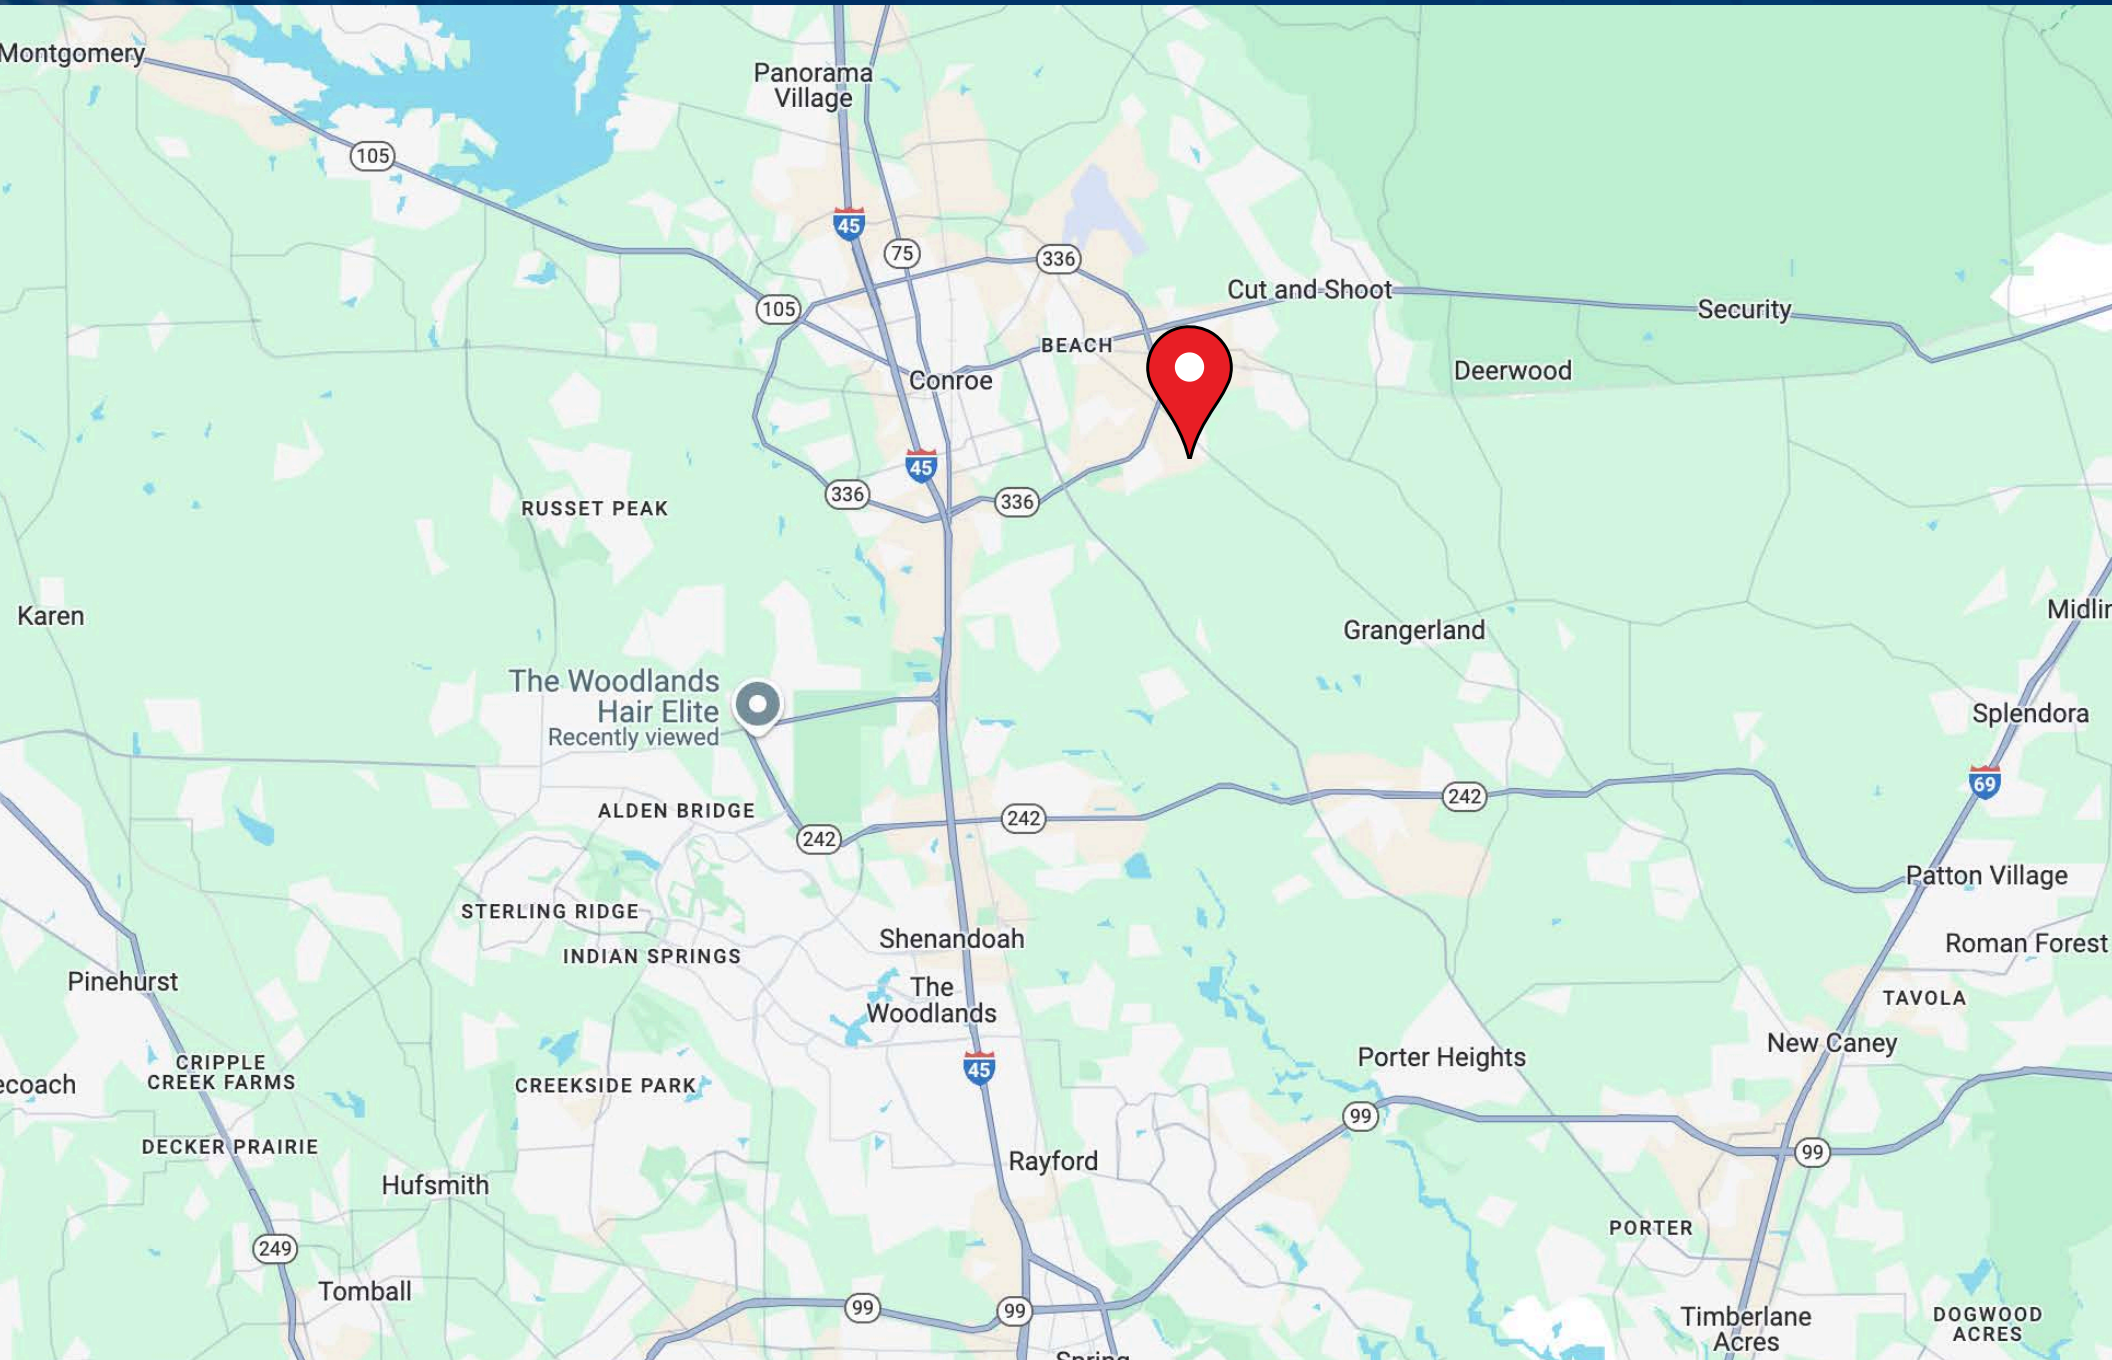 Montgomery
Panorama
Village
105
45
75
336
Cut and Shoot
105
Security
BEACH
Deerwood
Conroe
45
336
336
RUSSET PEAK
Karen
Midlin
Grangerland
The Woodlands
Hair Elite
Recently viewed
Splendora
69
242
ALDEN BRIDGE
242
242
Patton Village
STERLING RIDGE
Shenandoah
Roman Forest
INDIAN SPRINGS
Pinehurst
The
Woodlands
TAVOLA
New Caney
Porter Heights
CRIPPLE
CREEK FARMS
45
ecoach
CREEKSIDE PARK
99
DECKER PRAIRIE
99
Rayford
Hufsmith
PORTER
249
Tomball
99
99
Timberlane
Acres
DOGWOOD
ACRES
Spring